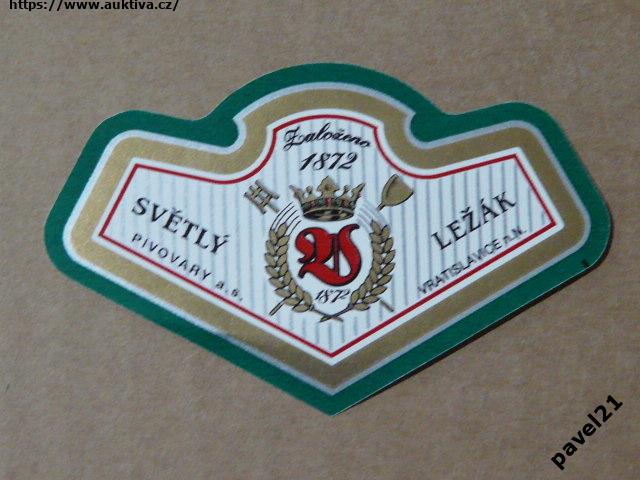 https://www.auktiva.cz/
Založeno
1872
SVĚTLÝ
LEŽÁK
PIVOVARY a.s.
VRATISLAVICE n.N.
V
1872
pavel21